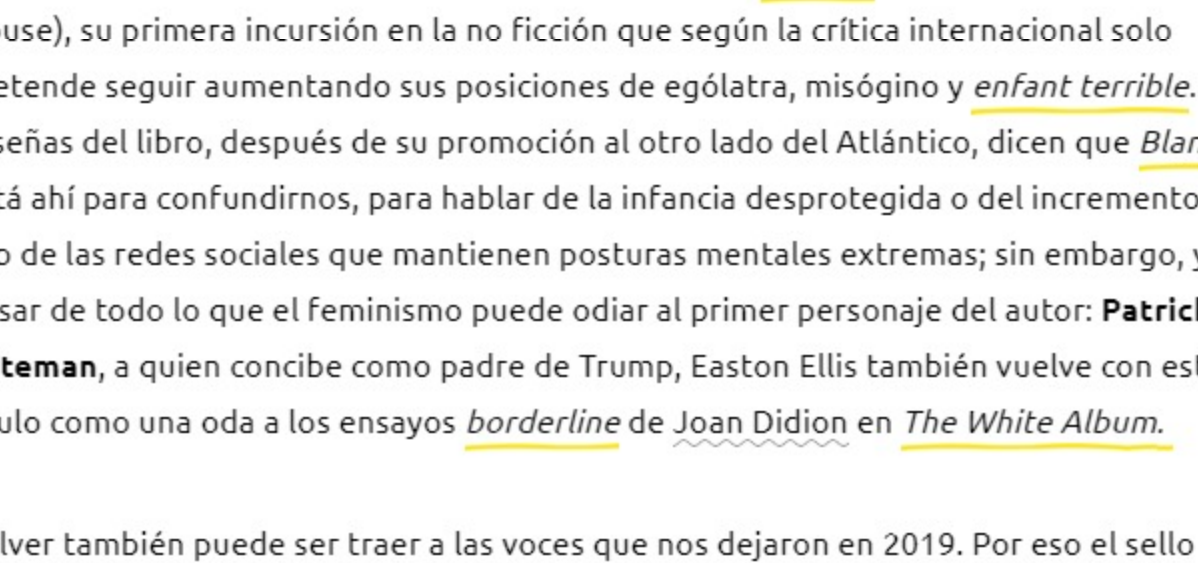 use), su primera incursión en la no ficción que según la crítica internacional solo
etende seguir aumentando sus posiciones de ególatra, misógino y enfant terrible.
señas del libro, después de su promoción al otro lado del Atlántico, dicen que Blan
tá ahí para confundirnos, para hablar de la infancia desprotegida o del incremento
o de las redes sociales que mantienen posturas mentales extremas; sin embargo, y
sar de todo lo que el feminismo puede odiar al primer personaje del autor: Patrick
teman, a quien concibe como padre de Trump, Easton Ellis también vuelve con est
ulo como una oda a los ensayos borderline de Joan Didion en The White Album.
lver también puede ser traer a las voces que nos dejaron en 2019. Por eso el sello